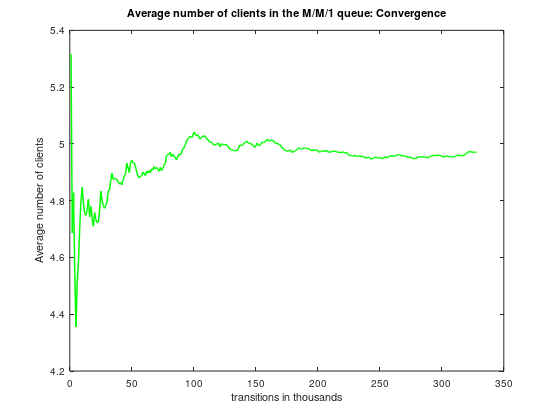 Average number of clients in the M/M/1 queue: Convergence
5.4
5.2
5
4.8
4.6
4.4
4.2
Average number of clients
0 50 100 150 200 250 300 350
transitions in thousands